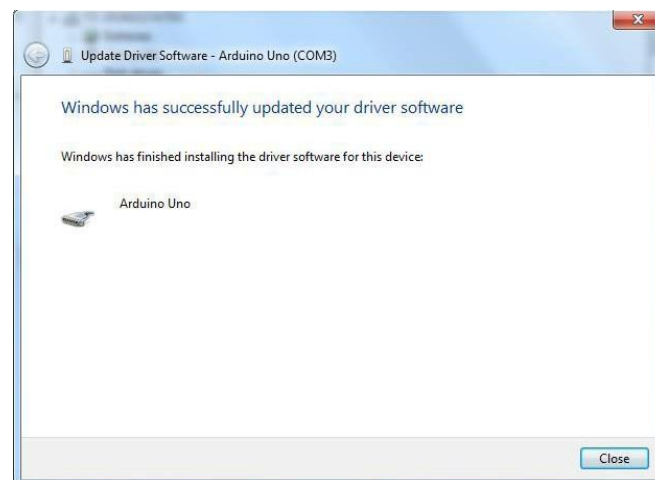 Update Driver Software - Arduino Uno (COM3)
Windows has successfully updated your driver software
Windows has finished installing the driver software for this device:
Arduino Uno
Close